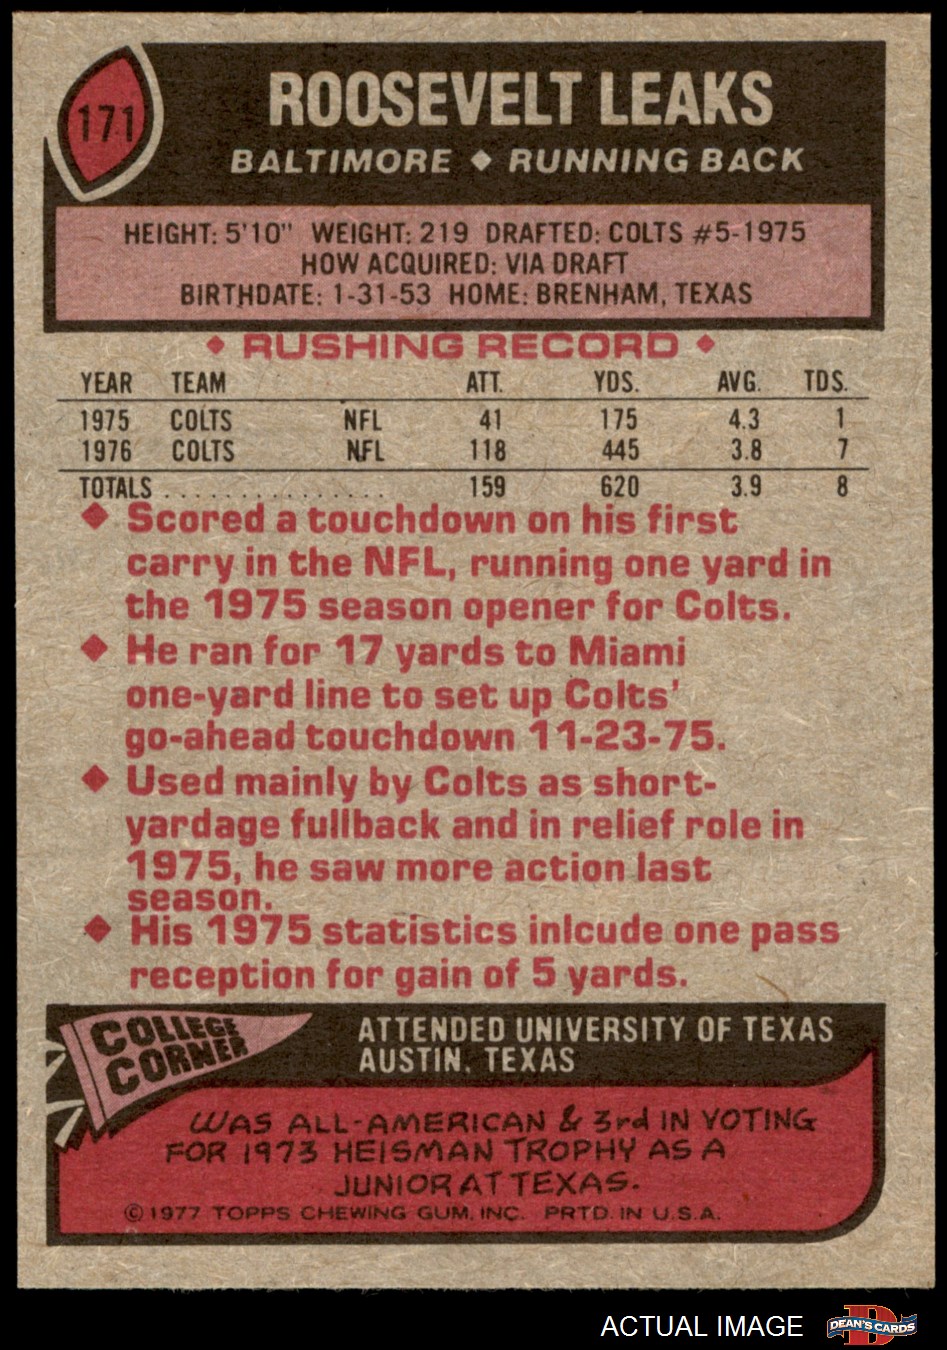 171
ROOSEVELT LEAKS
BALTIMORE ◆ RUNNING BACK
HEIGHT: 5'10" WEIGHT: 219 DRAFTED: COLTS #5-1975
HOW ACQUIRED: VIA DRAFT
BIRTHDATE: 1-31-53 HOME: BRENHAM, TEXAS
◆ RUSHING RECORD ◆
YEAR TEAM ATT. YDS. AVG. TDS.
1975 COLTS NFL 41 175 4.3 1
1976 COLTS NFL 118 445 3.8 7
TOTALS . . . . . . . . . . . . . . . . 159 620 3.9 8
◆ Scored a touchdown on his first
carry in the NFL, running one yard in
the 1975 season opener for Colts.
◆ He ran for 17 yards to Miami
one-yard line to set up Colts'
go-ahead touchdown 11-23-75.
◆ Used mainly by Colts as short-
yardage fullback and in relief role in
1975, he saw more action last
season.
◆ His 1975 statistics inlcude one pass
reception for gain of 5 yards.
COLLEGE
CORNER
ATTENDED UNIVERSITY OF TEXAS
AUSTIN, TEXAS
WAS ALL-AMERICAN & 3rd IN VOTING
FOR 1973 HEISMAN TROPHY AS A
JUNIOR AT TEXAS.
© 1977 TOPPS CHEWING GUM, INC. PRTD. IN U.S.A.
ACTUAL IMAGE
D
DEAN'S CARDS